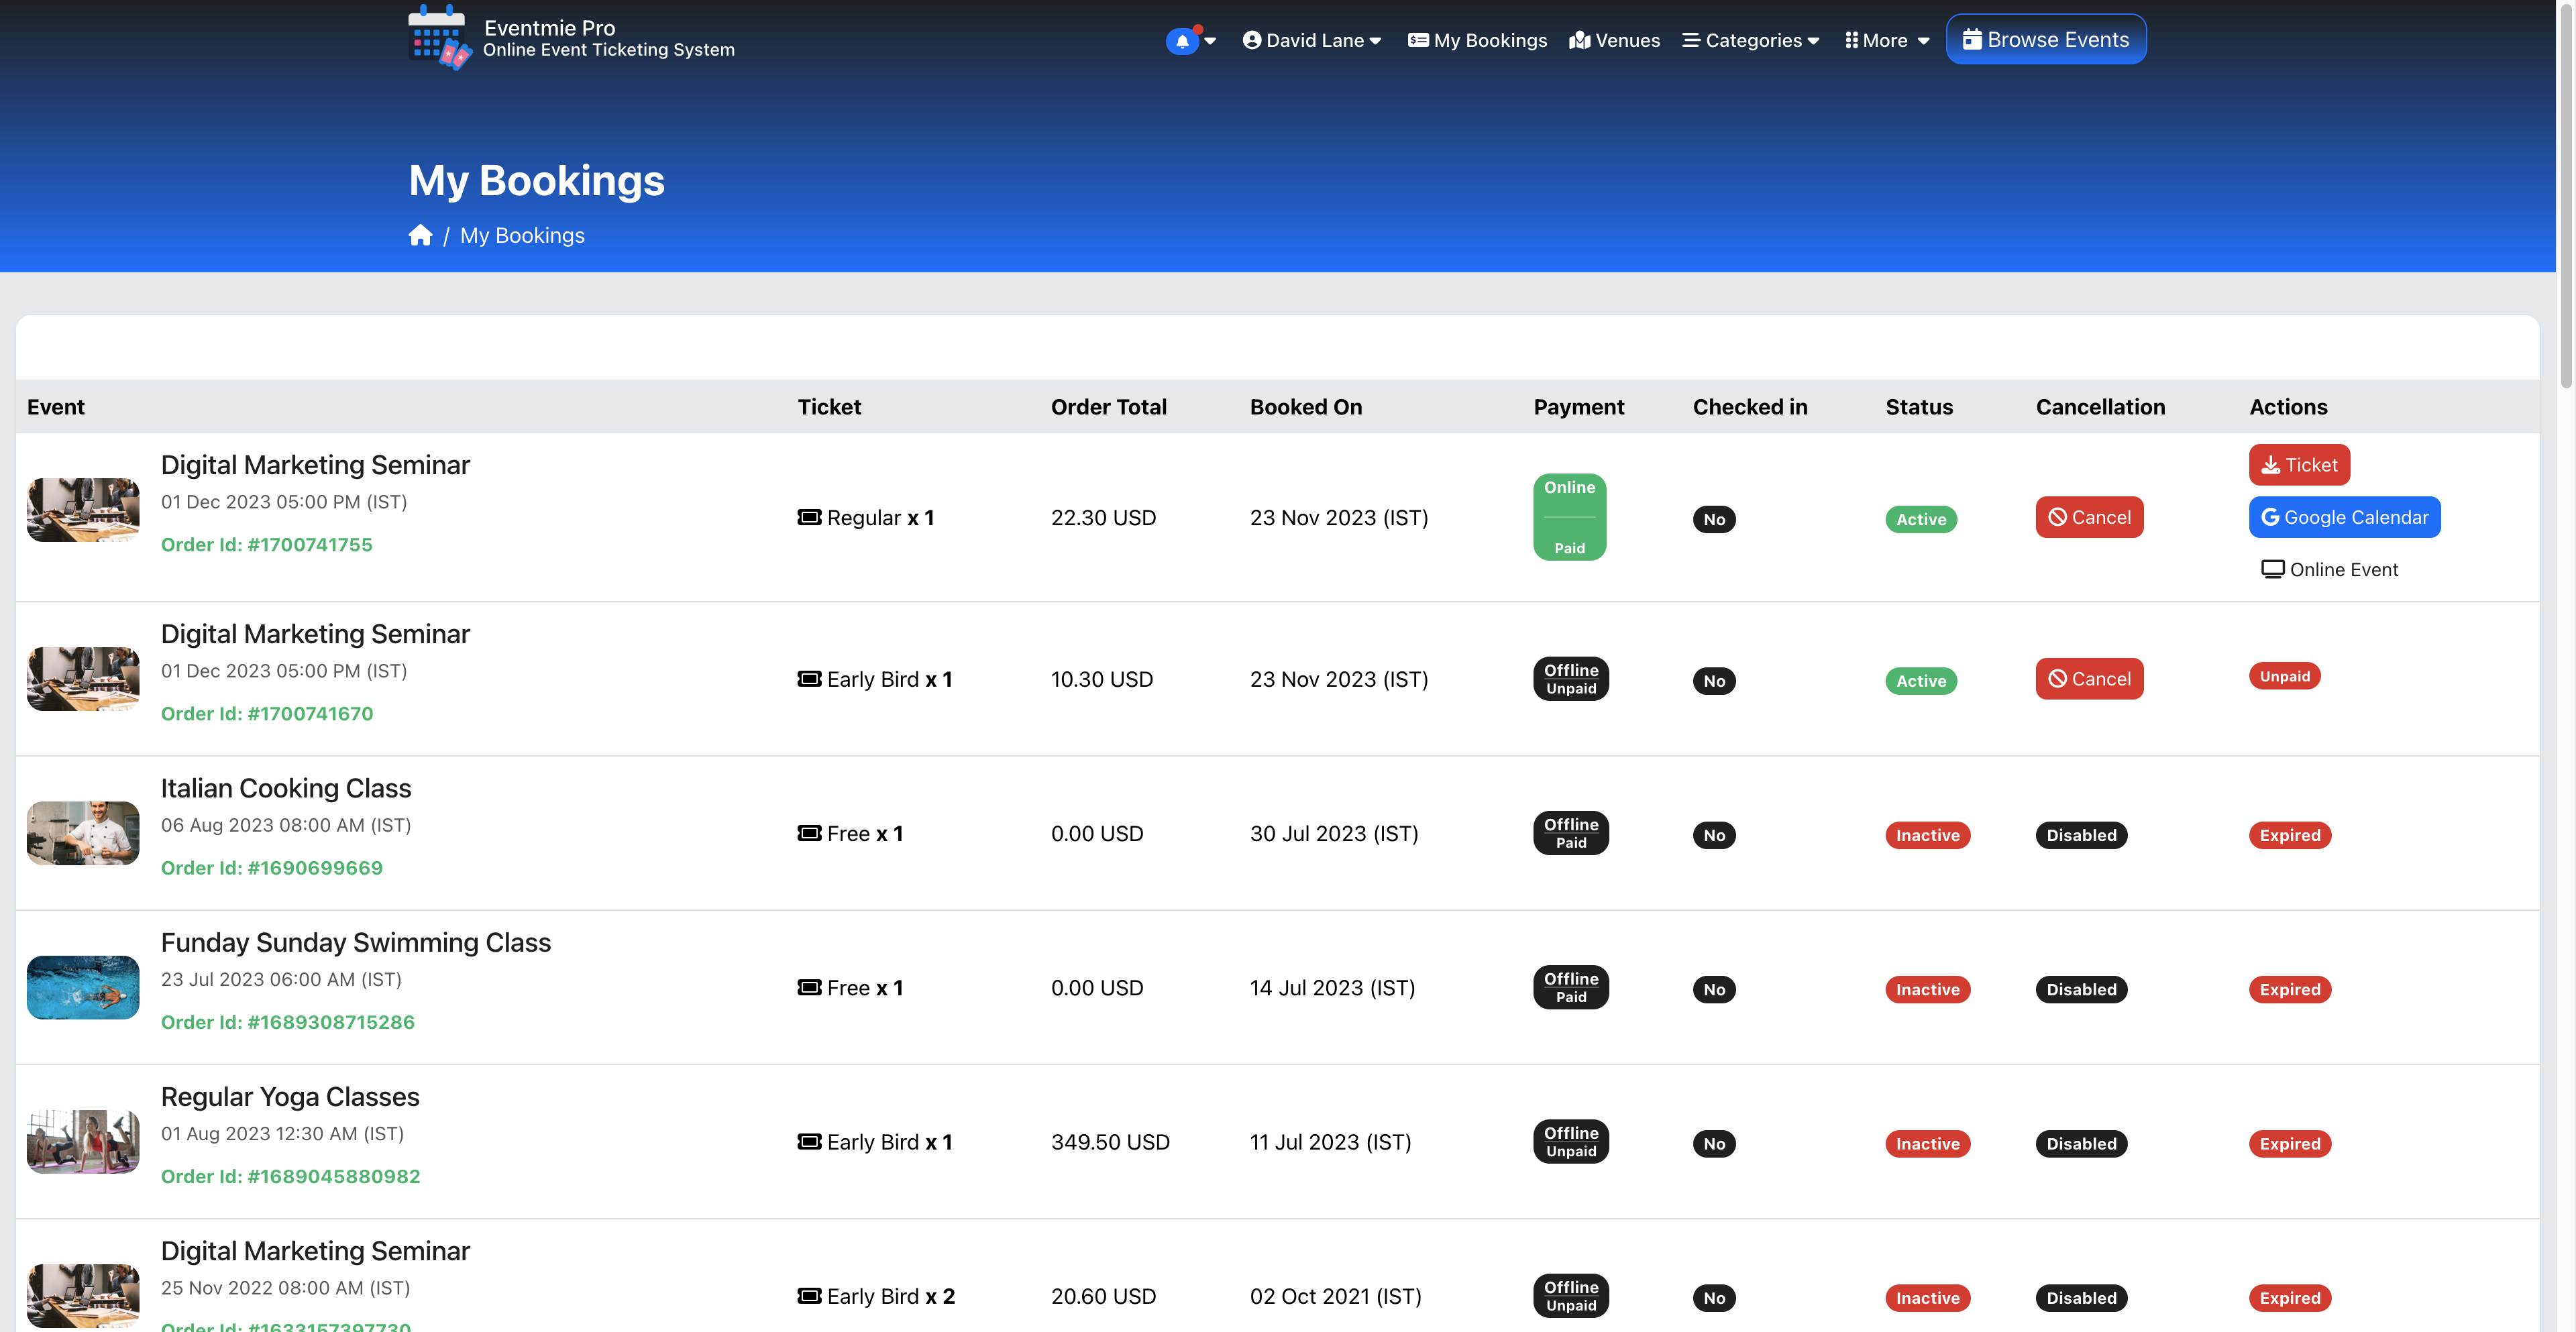 Eventmie Pro
Online Event Ticketing System
David Lane
My Bookings
Venues
Categories
More
Browse Events
My Bookings
/ My Bookings
Event Ticket Order Total Booked On Payment Checked in Status Cancellation Actions
Digital Marketing Seminar
01 Dec 2023 05:00 PM (IST)
Order Id: #1700741755
Regular x 1
22.30 USD
23 Nov 2023 (IST)
Online
Paid
No
Active
Cancel
Ticket
Google Calendar
Online Event
Digital Marketing Seminar
01 Dec 2023 05:00 PM (IST)
Order Id: #1700741670
Early Bird x 1
10.30 USD
23 Nov 2023 (IST)
Offline
Unpaid
No
Active
Cancel
Unpaid
Italian Cooking Class
06 Aug 2023 08:00 AM (IST)
Order Id: #1690699669
Free x 1
0.00 USD
30 Jul 2023 (IST)
Offline
Paid
No
Inactive
Disabled
Expired
Funday Sunday Swimming Class
23 Jul 2023 06:00 AM (IST)
Order Id: #1689308715286
Free x 1
0.00 USD
14 Jul 2023 (IST)
Offline
Paid
No
Inactive
Disabled
Expired
Regular Yoga Classes
01 Aug 2023 12:30 AM (IST)
Order Id: #1689045880982
Early Bird x 1
349.50 USD
11 Jul 2023 (IST)
Offline
Unpaid
No
Inactive
Disabled
Expired
Digital Marketing Seminar
25 Nov 2022 08:00 AM (IST)
Order Id: #1633157397730
Early Bird x 2
20.60 USD
02 Oct 2021 (IST)
Offline
Unpaid
No
Inactive
Disabled
Expired